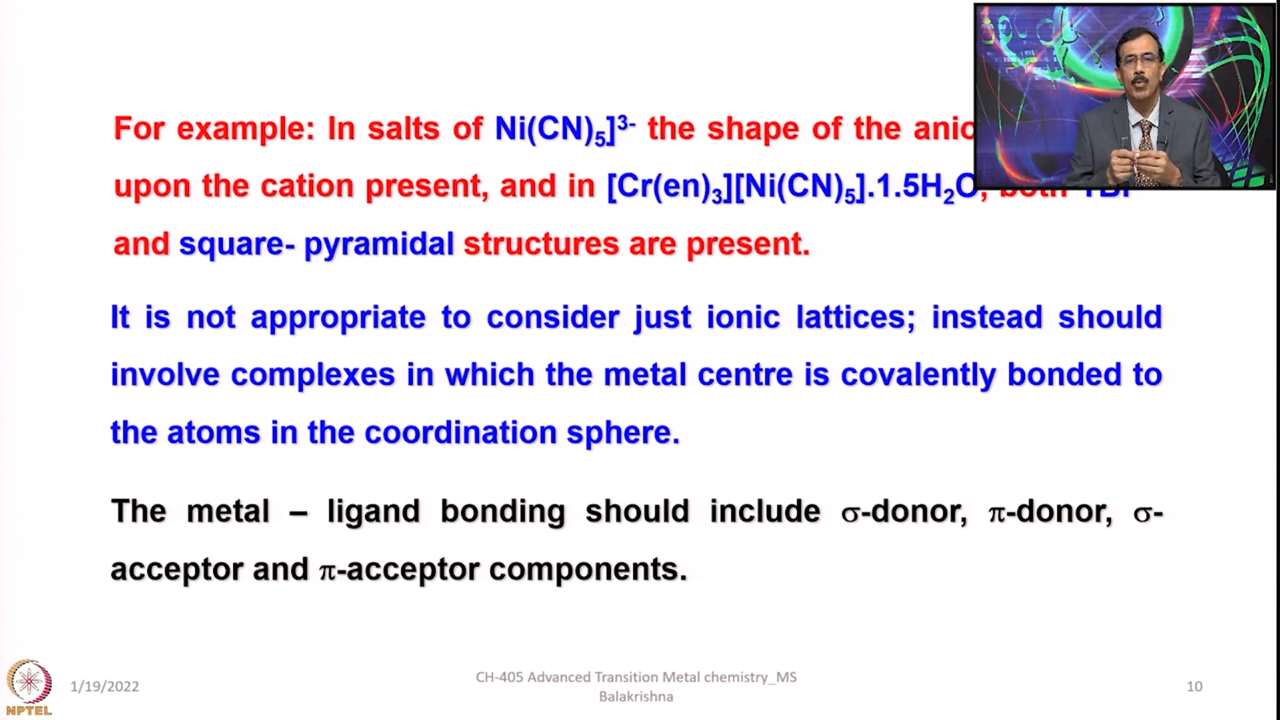 For example: In salts of Ni(CN)₅]³⁻ the shape of the
upon the cation present, and in [Cr(en)₃][Ni(CN)₅].1.5H₂O, both
and square- pyramidal structures are present.
It is not appropriate to consider just ionic lattices; instead should
involve complexes in which the metal centre is covalently bonded to
the atoms in the coordination sphere.
The metal – ligand bonding should include σ-donor, π-donor, σ-
acceptor and π-acceptor components.
NPTEL
1/19/2022
CH-405 Advanced Transition Metal chemistry_MS
Balakrishna
10